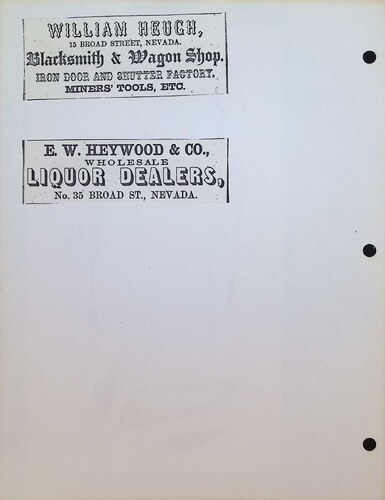 WILLIAM HEUGH,
15 BROAD STREET, NEVADA.
Blacksmith & Wagon Shop.
IRON DOOR AND SHUTTER FACTORY.
MINERS' TOOLS, ETC.
E. W. HEYWOOD & CO.,
WHOLESALE
LIQUOR DEALERS,
No. 35 BROAD ST., NEVADA.